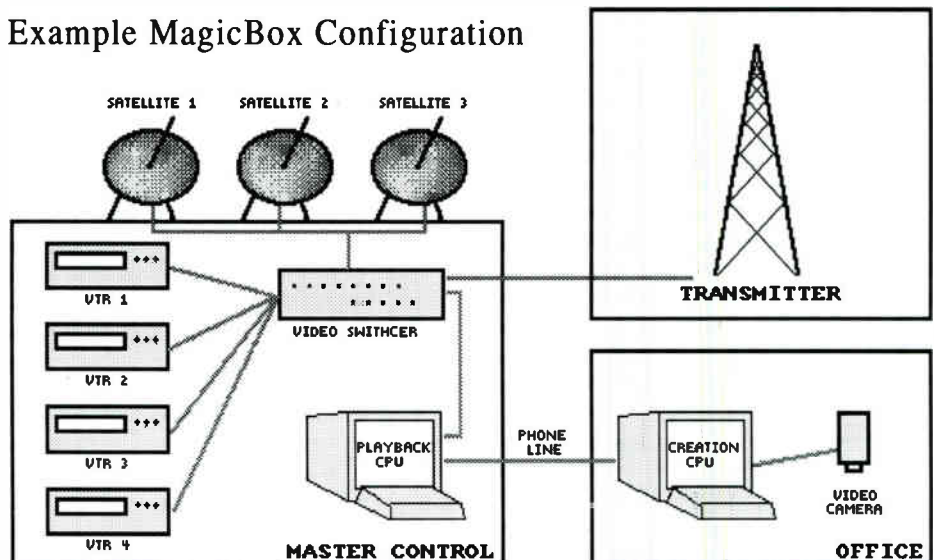 Example MagicBox Configuration
SATELLITE 1
SATELLITE 2
SATELLITE 3
VTR 1
VTR 2
VTR 3
VTR 4
VIDEO SWITHCER
TRANSMITTER
PLAYBACK
CPU
PHONE
LINE
CREATION
CPU
VIDEO
CAMERA
MASTER CONTROL
OFFICE